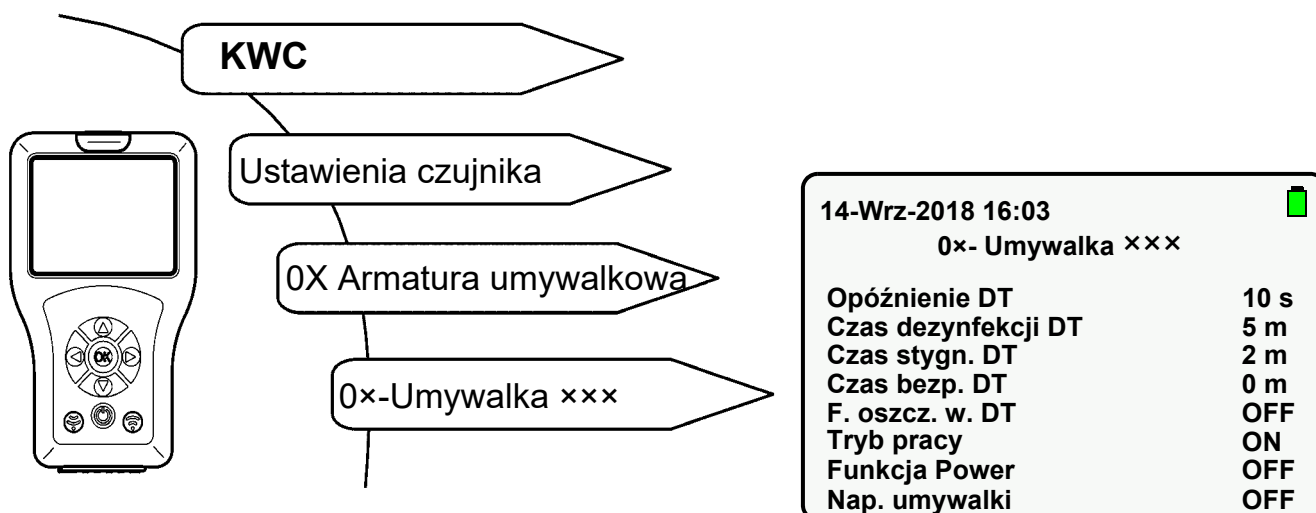 KWC
Ustawienia czujnika
0X Armatura umywalkowa
0×-Umywalka ×××
OK
14-Wrz-2018 16:03
0×- Umywalka ×××
Opóźnienie DT 10 s
Czas dezynfekcji DT 5 m
Czas stygn. DT 2 m
Czas bezp. DT 0 m
F. oszcz. w. DT OFF
Tryb pracy ON
Funkcja Power OFF
Nap. umywalki OFF